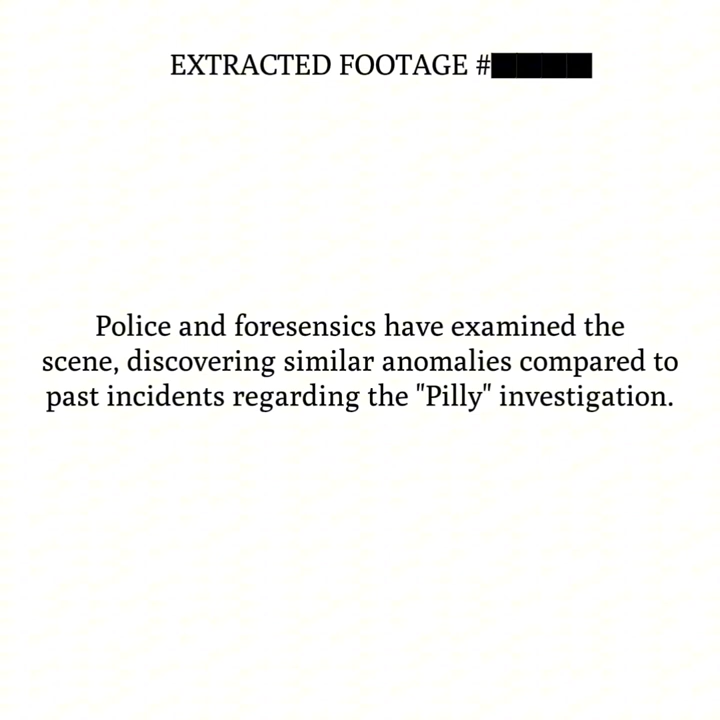 EXTRACTED FOOTAGE #
Police and foresensics have examined the
scene, discovering similar anomalies compared to
past incidents regarding the "Pilly" investigation.